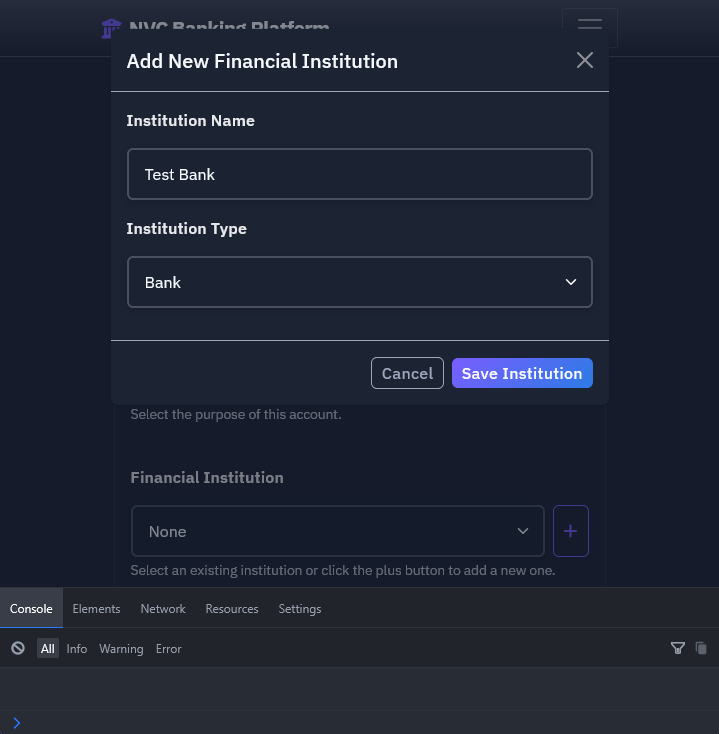 NVC Banking Platform
Add New Financial Institution
Institution Name
Test Bank
Institution Type
Bank
Cancel Save Institution
Select the purpose of this account.
Financial Institution
None
Select an existing institution or click the plus button to add a new one.
Console Elements Network Resources Settings
All Info Warning Error